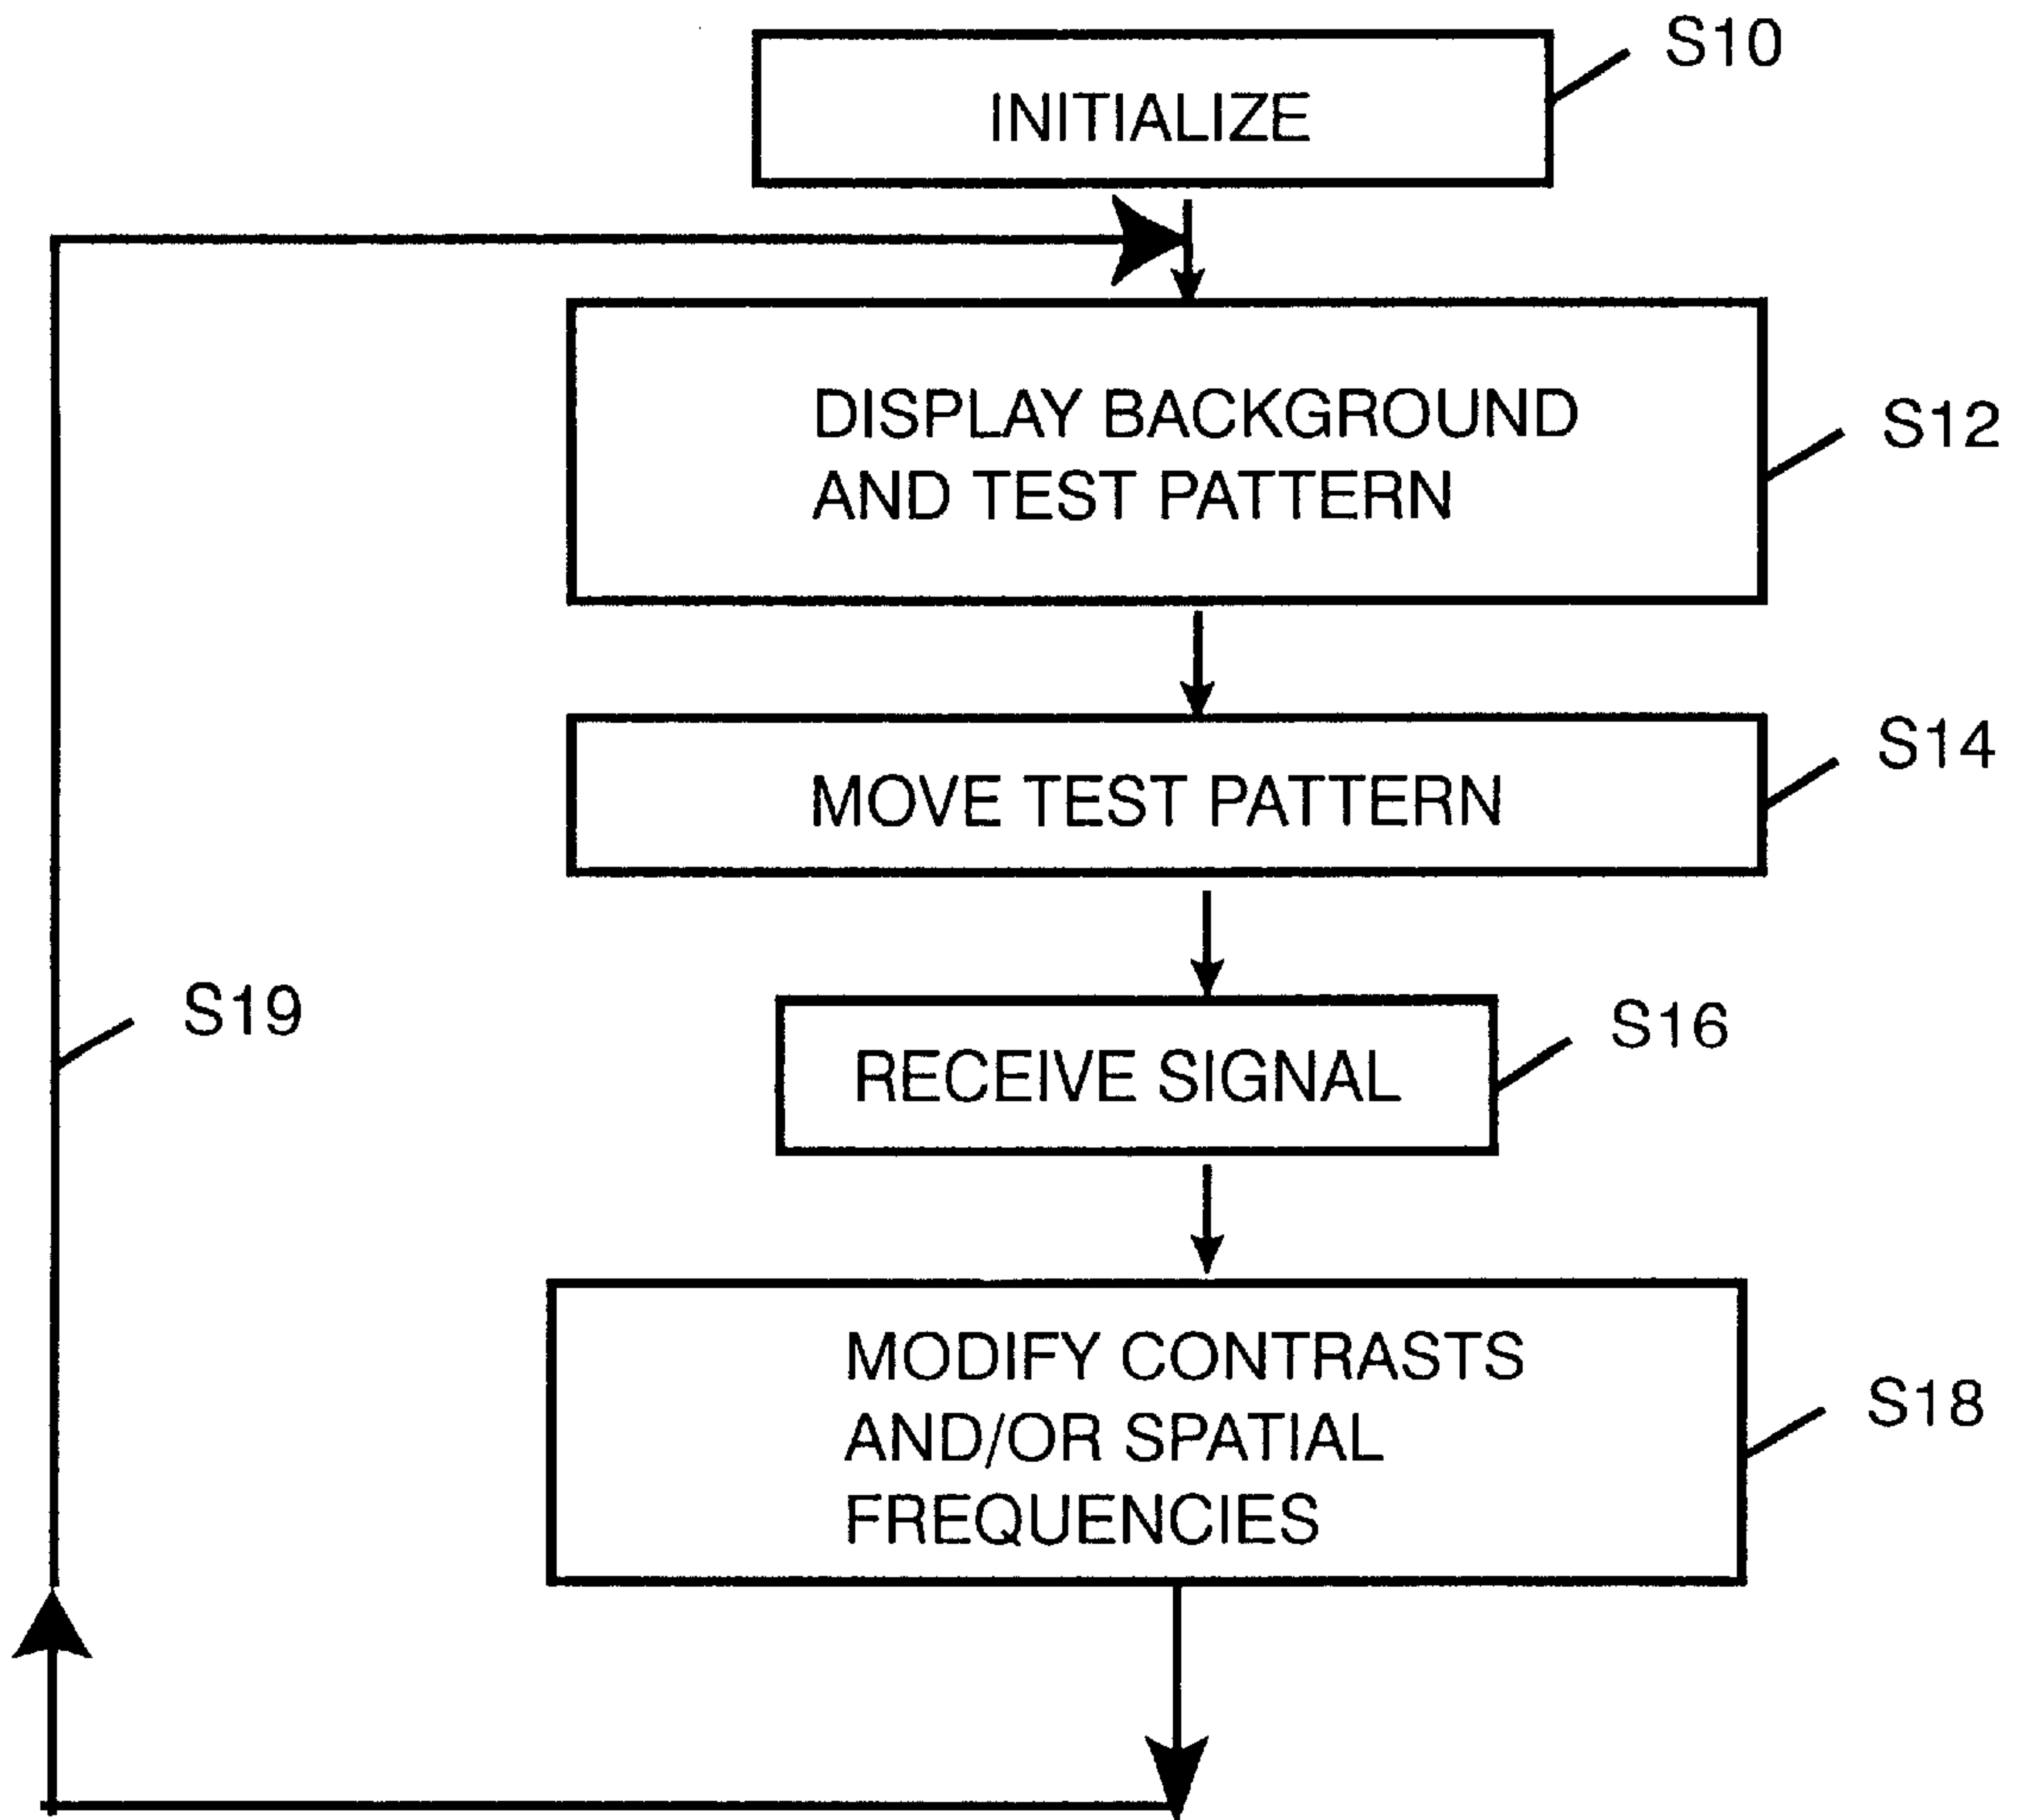 S10
INITIALIZE
DISPLAY BACKGROUND
AND TEST PATTERN
S12
MOVE TEST PATTERN
S14
S19
RECEIVE SIGNAL
S16
MODIFY CONTRASTS
AND/OR SPATIAL
FREQUENCIES
S18